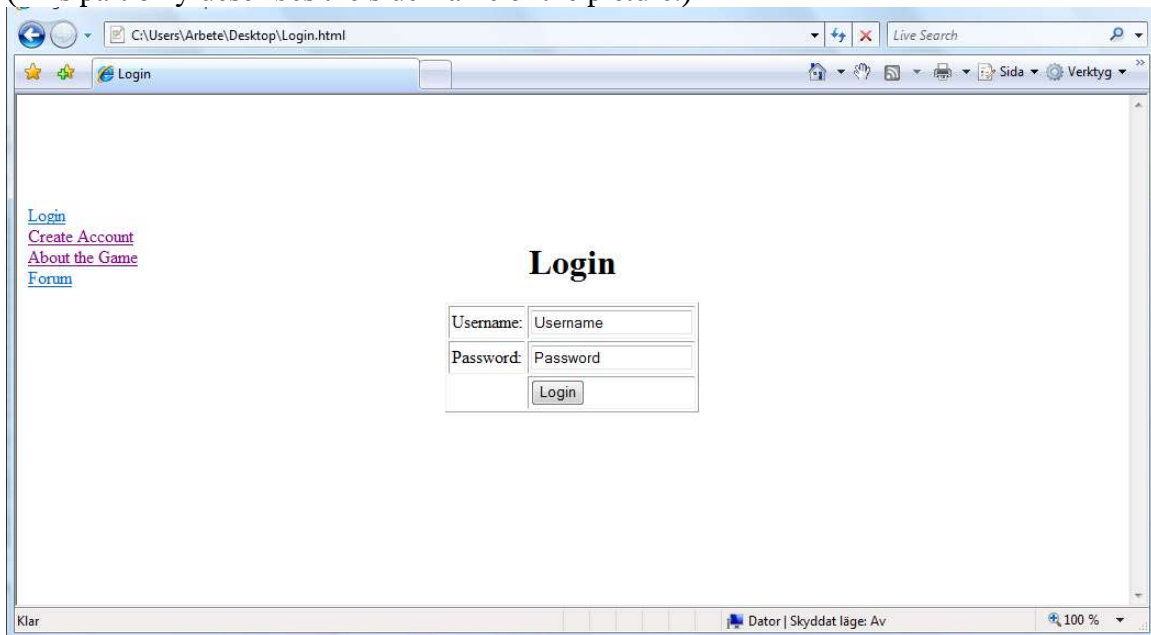 C:\Users\Arbete\Desktop\Login.html
Live Search
Login
Sida
Verktyg
Login
Create Account
About the Game
Forum
Login
Username: Username
Password: Password
Login
Klar
Dator | Skyddat läge: Av
100 %